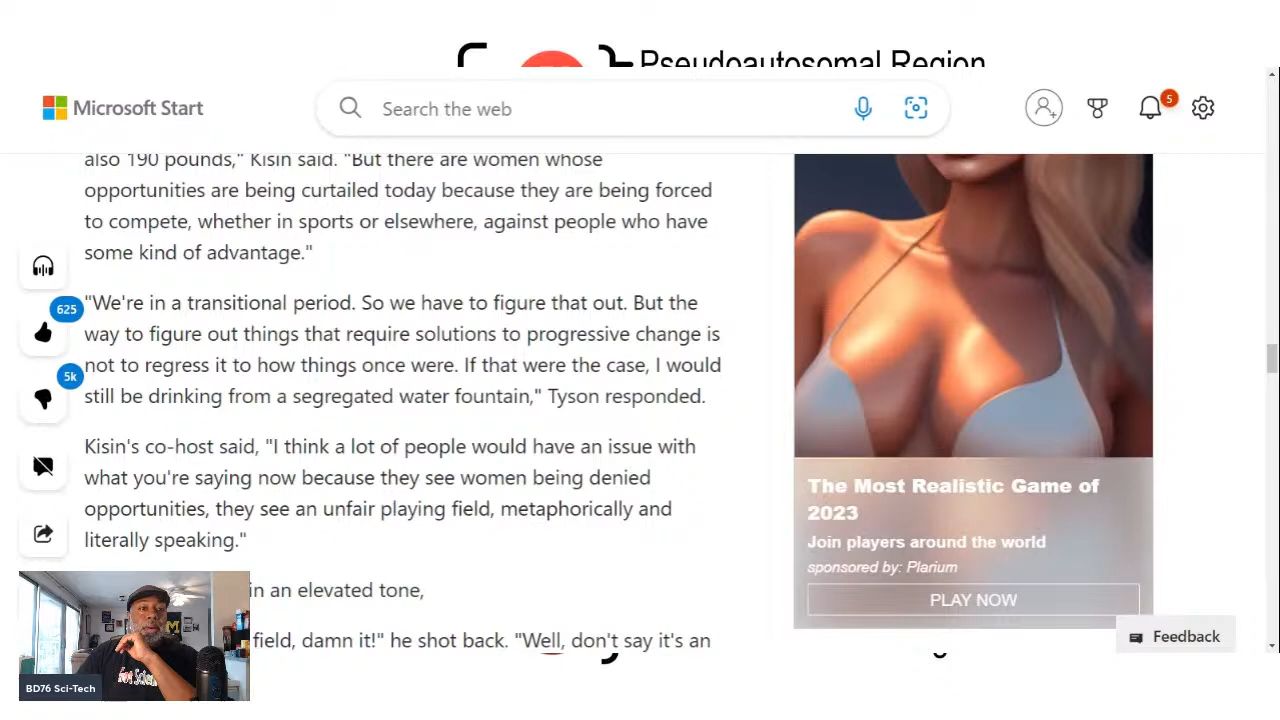 Pseudoautosomal Region
Microsoft Start
Search the web
5
also 190 pounds," Kisin said. "But there are women whose
opportunities are being curtailed today because they are being forced
to compete, whether in sports or elsewhere, against people who have
some kind of advantage."
625
"We're in a transitional period. So we have to figure that out. But the
way to figure out things that require solutions to progressive change is
not to regress it to how things once were. If that were the case, I would
5k
still be drinking from a segregated water fountain," Tyson responded.
Kisin's co-host said, "I think a lot of people would have an issue with
what you're saying now because they see women being denied
opportunities, they see an unfair playing field, metaphorically and
literally speaking."
in an elevated tone,
field, damn it!" he shot back. "Well, don't say it's an
The Most Realistic Game of
2023
Join players around the world
sponsored by: Plarium
PLAY NOW
Feedback
M
BD76 Sci-Tech